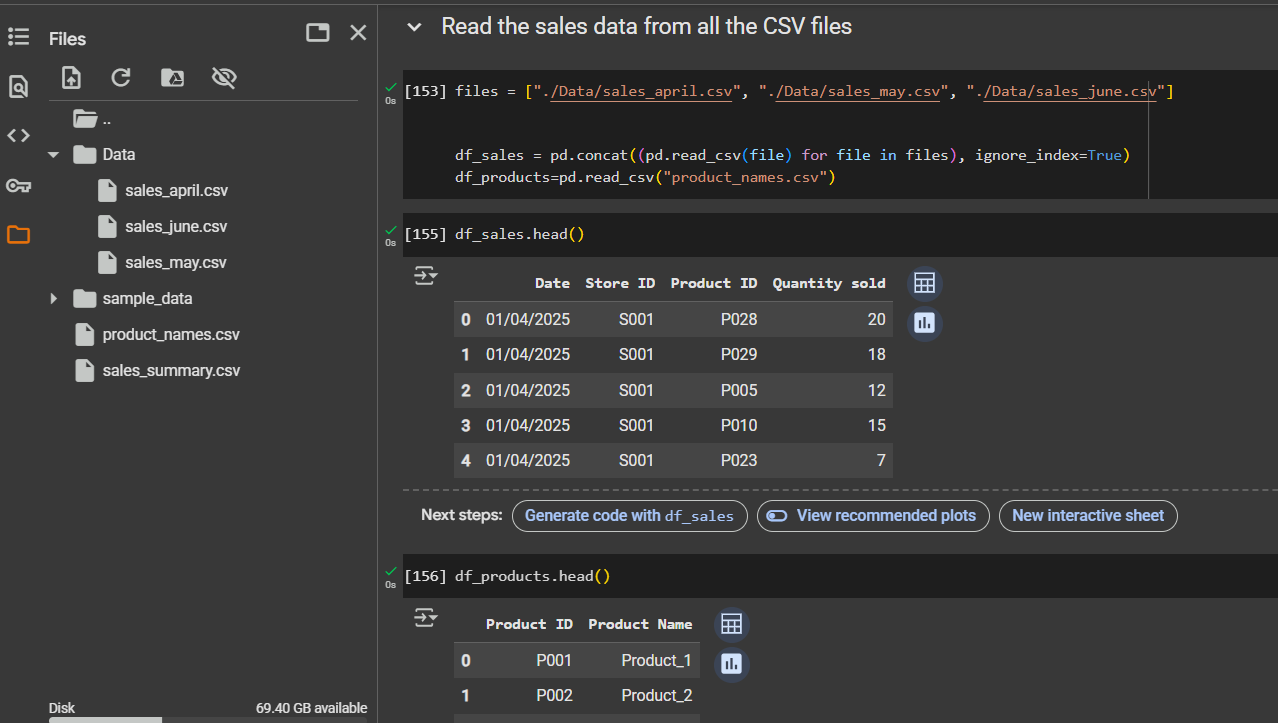 Files
..
Data
sales_april.csv
sales_june.csv
sales_may.csv
sample_data
product_names.csv
sales_summary.csv
Disk 69.40 GB available
Read the sales data from all the CSV files
0s [153] files = ["./Data/sales_april.csv", "./Data/sales_may.csv", "./Data/sales_june.csv"]
df_sales = pd.concat((pd.read_csv(file) for file in files), ignore_index=True)
df_products=pd.read_csv("product_names.csv")
0s [155] df_sales.head()
Date Store ID Product ID Quantity sold
0 01/04/2025 S001 P028 20
1 01/04/2025 S001 P029 18
2 01/04/2025 S001 P005 12
3 01/04/2025 S001 P010 15
4 01/04/2025 S001 P023 7
Next steps: Generate code with df_sales View recommended plots New interactive sheet
0s [156] df_products.head()
Product ID Product Name
0 P001 Product_1
1 P002 Product_2